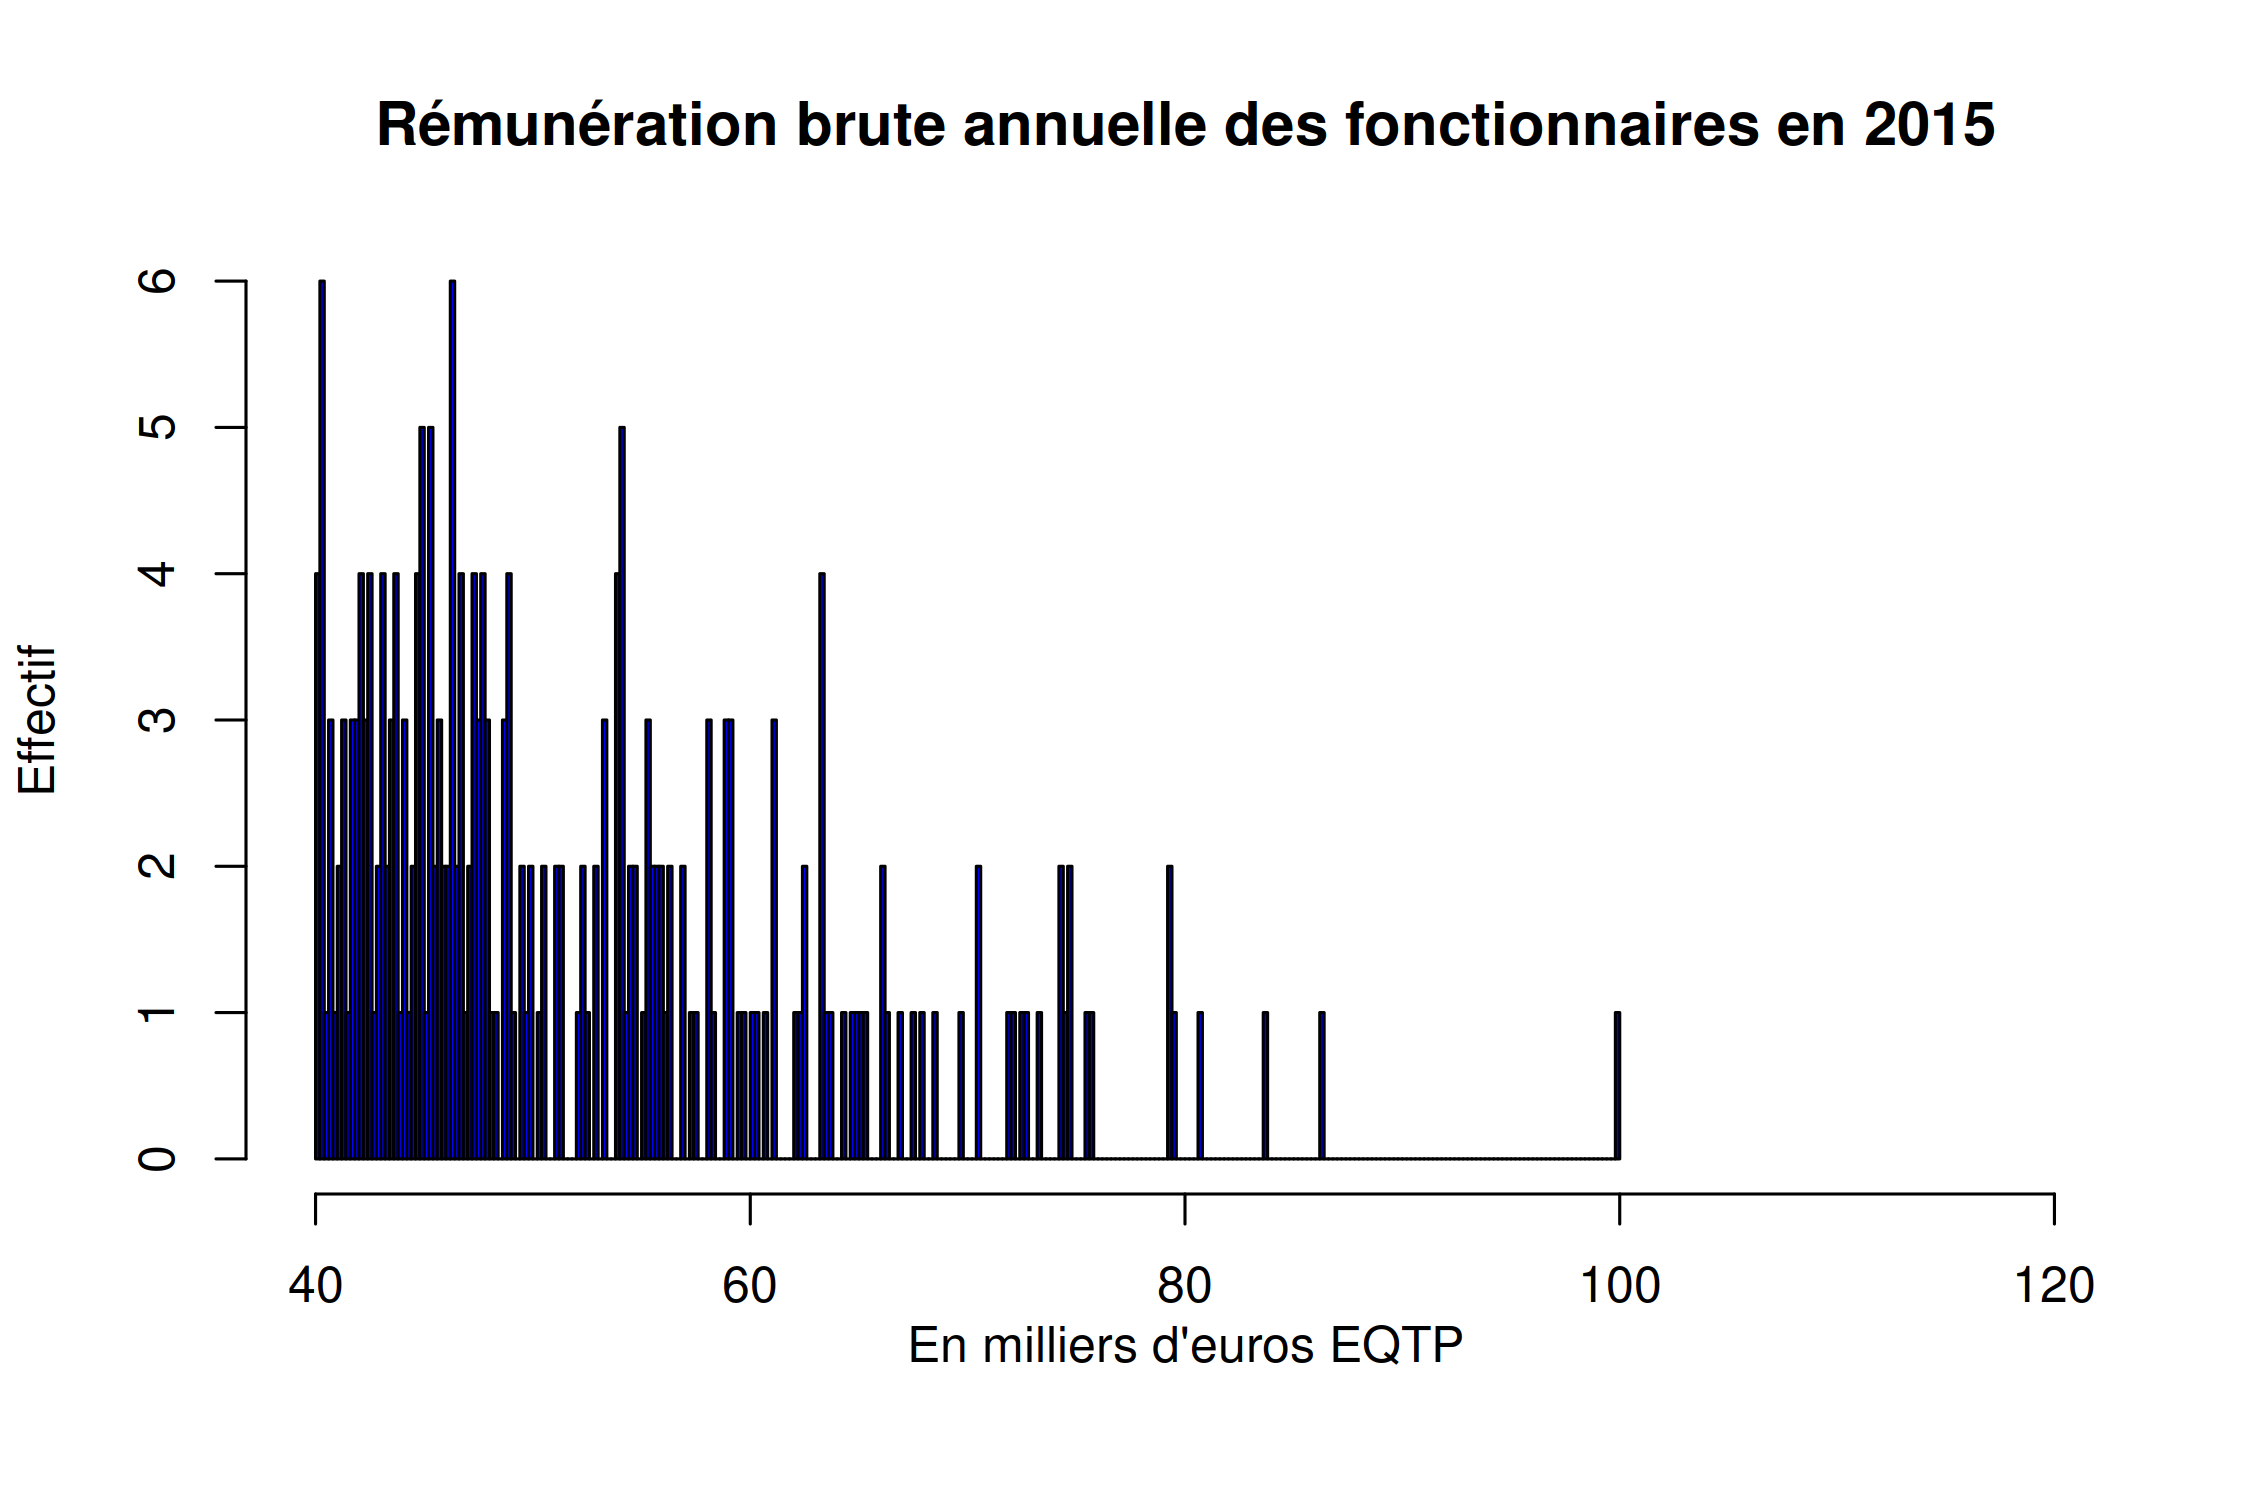 Rémunération brute annuelle des fonctionnaires en 2015
Effectif
6
5
4
3
2
1
0
40 60 80 100 120
En milliers d'euros EQTP